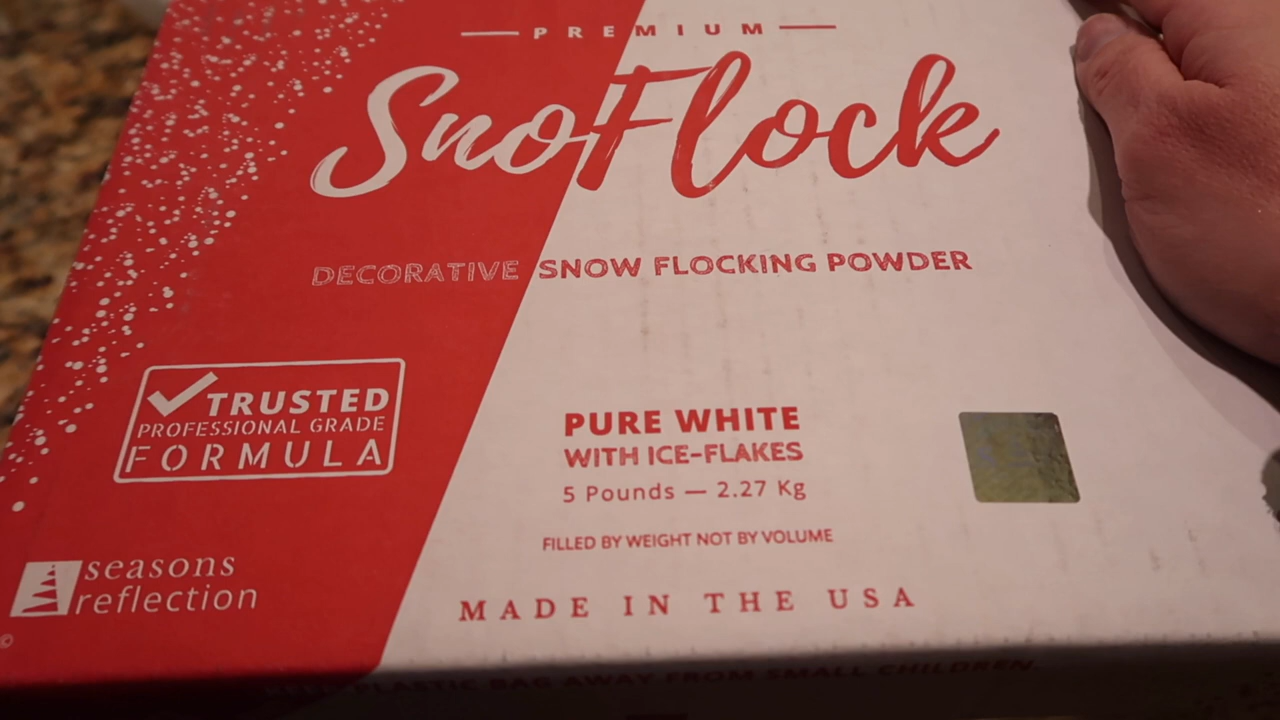 PREMIUM
SnoFlock
DECORATIVE SNOW FLOCKING POWDER
TRUSTED
PROFESSIONAL GRADE
FORMULA
PURE WHITE
WITH ICE-FLAKES
5 Pounds — 2.27 Kg
FILLED BY WEIGHT NOT BY VOLUME
seasons
reflection
MADE IN THE USA
©
KEEP PLASTIC BAG AWAY FROM SMALL CHILDREN.